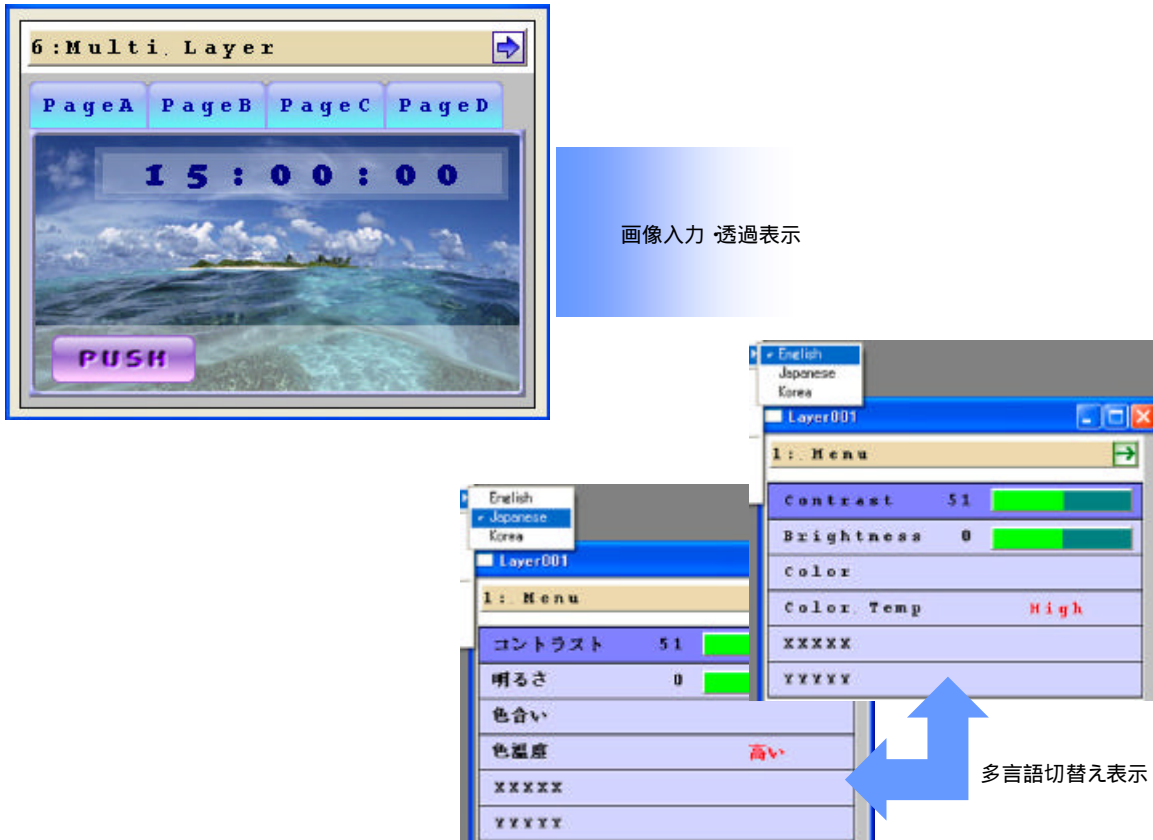 6:Multi.Layer
PageA PageB PageC PageD
15:00:00
PUSH
画像入力・透過表示
English
Japanese
Korea
Layer001
1:.Menu
Contrast 51
Brightness 0
Color
Color.Temp High
XXXXX
YYYYY
English
Japanese
Korea
Layer001
1:.Menu
コントラスト 51
明るさ 0
色合い
色温度 高い
XXXXX
YYYYY
多言語切替え表示